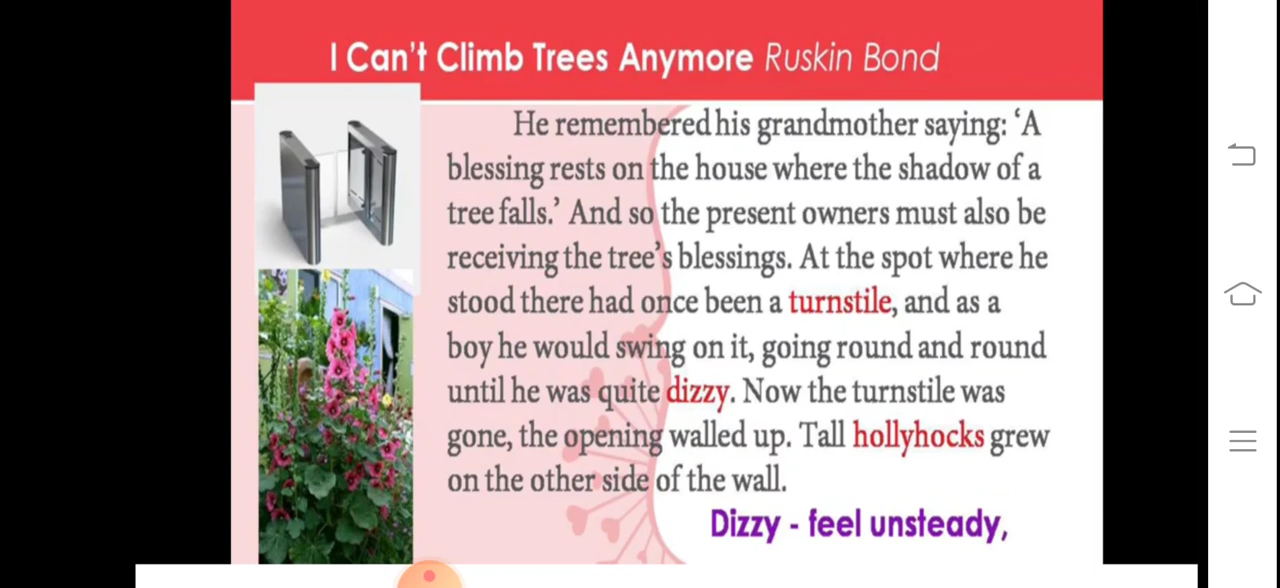 I Can't Climb Trees Anymore Ruskin Bond
He remembered his grandmother saying: ‘A
blessing rests on the house where the shadow of a
tree falls.’ And so the present owners must also be
receiving the tree’s blessings. At the spot where he
stood there had once been a turnstile, and as a
boy he would swing on it, going round and round
until he was quite dizzy. Now the turnstile was
gone, the opening walled up. Tall hollyhocks grew
on the other side of the wall.
Dizzy - feel unsteady,